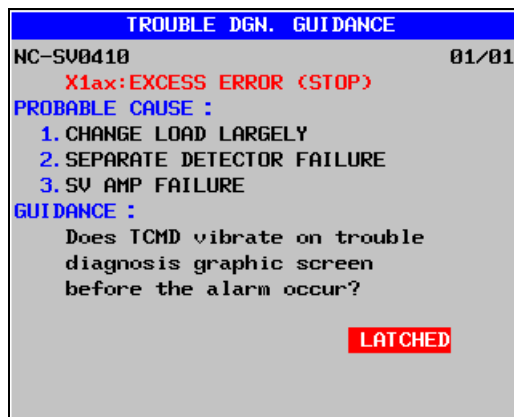 TROUBLE DGN. GUIDANCE
NC-SV0410 01/01
X1ax:EXCESS ERROR (STOP)
PROBABLE CAUSE :
1. CHANGE LOAD LARGELY
2. SEPARATE DETECTOR FAILURE
3. SV AMP FAILURE
GUIDANCE :
Does TCMD vibrate on trouble
diagnosis graphic screen
before the alarm occur?
LATCHED